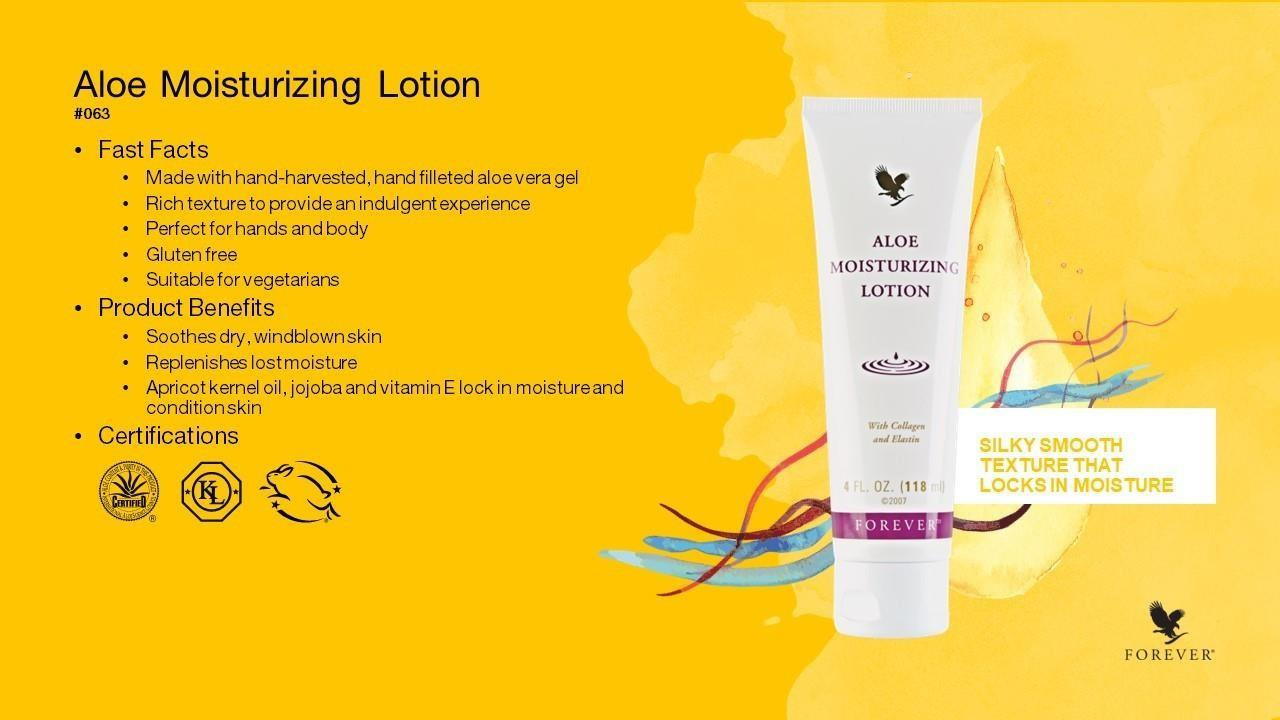 Aloe Moisturizing Lotion
#063
• Fast Facts
• Made with hand-harvested, hand filleted aloe vera gel
• Rich texture to provide an indulgent experience
• Perfect for hands and body
• Gluten free
• Suitable for vegetarians
• Product Benefits
• Soothes dry, windblown skin
• Replenishes lost moisture
• Apricot kernel oil, jojoba and vitamin E lock in moisture and
condition skin
• Certifications
CERTIFIED
®
KL
ALOE
MOISTURIZING
LOTION
With Collagen
and Elastin
4 FL. OZ. (118 ml)
©2007
FOREVER™
SILKY SMOOTH
TEXTURE THAT
LOCKS IN MOISTURE
FOREVER®